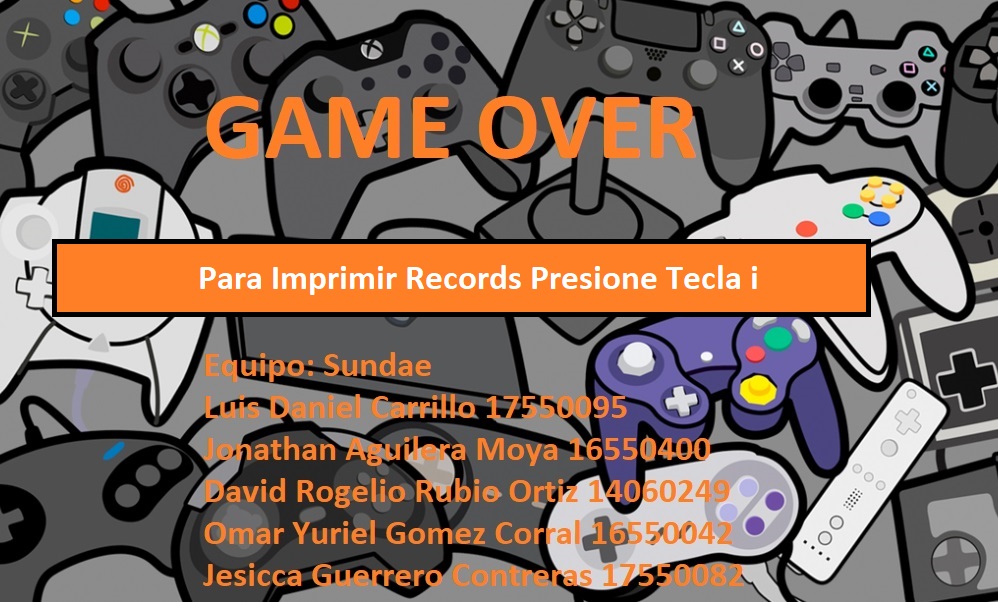 GAME OVER
Para Imprimir Records Presione Tecla i
Equipo: Sundae
Luis Daniel Carrillo 17550095
Jonathan Aguilera Moya 16550400
David Rogelio Rubio Ortiz 14060249
Omar Yuriel Gomez Corral 16550042
Jesicca Guerrero Contreras 17550082